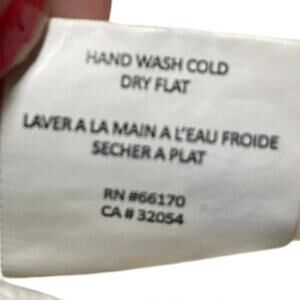 HAND WASH COLD
DRY FLAT
LAVER A LA MAIN A L'EAU FROIDE
SECHER A PLAT
RN #66170
CA # 32054